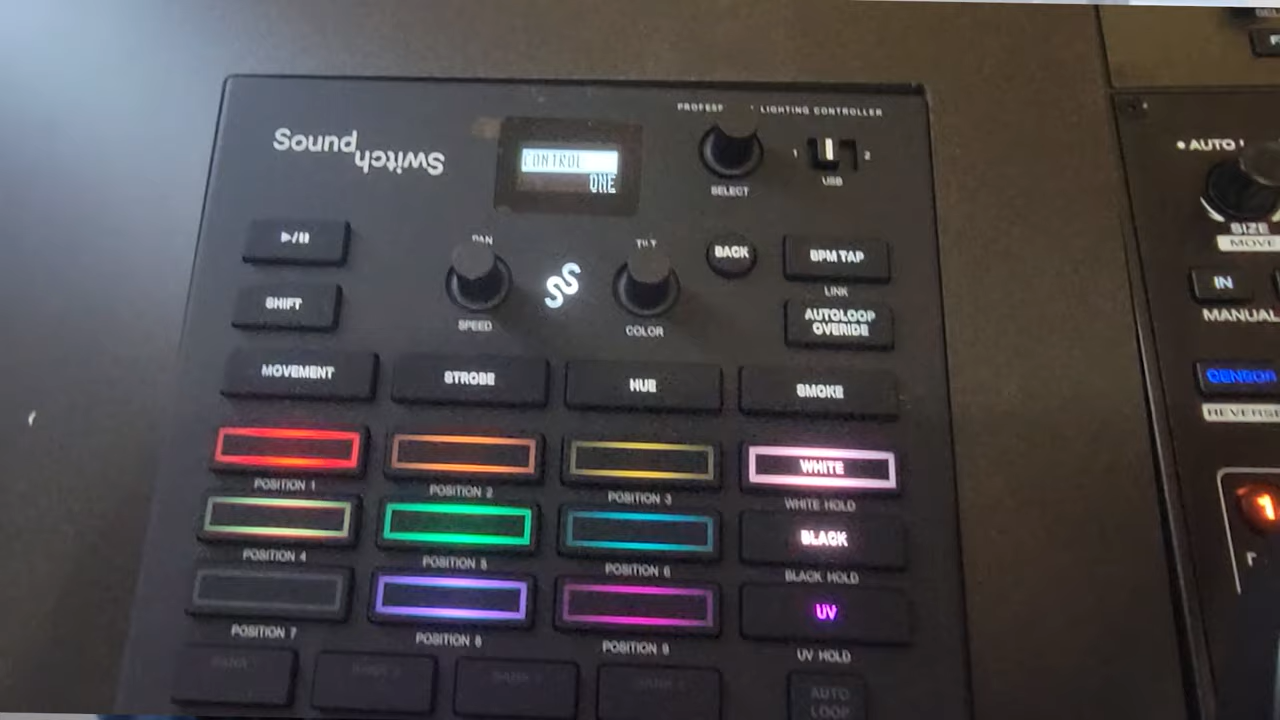 PROFESSIONAL LIGHTING CONTROLLER
SoundSwitch
CONTROL
ONE
SELECT
1
2
USB
PAN
TILT
BACK
BPM TAP
LINK
SHIFT
SPEED
COLOR
AUTOLOOP
OVERIDE
MOVEMENT
STROBE
HUE
SMOKE
WHITE
POSITION 1
POSITION 2
POSITION 3
WHITE HOLD
BLACK
POSITION 4
POSITION 5
POSITION 6
BLACK HOLD
UV
POSITION 7
POSITION 8
POSITION 9
UV HOLD
AUTO
LOOP
AUTO
SIZE
MOVE
IN
MANUAL
CENSOR
REVERSE
1